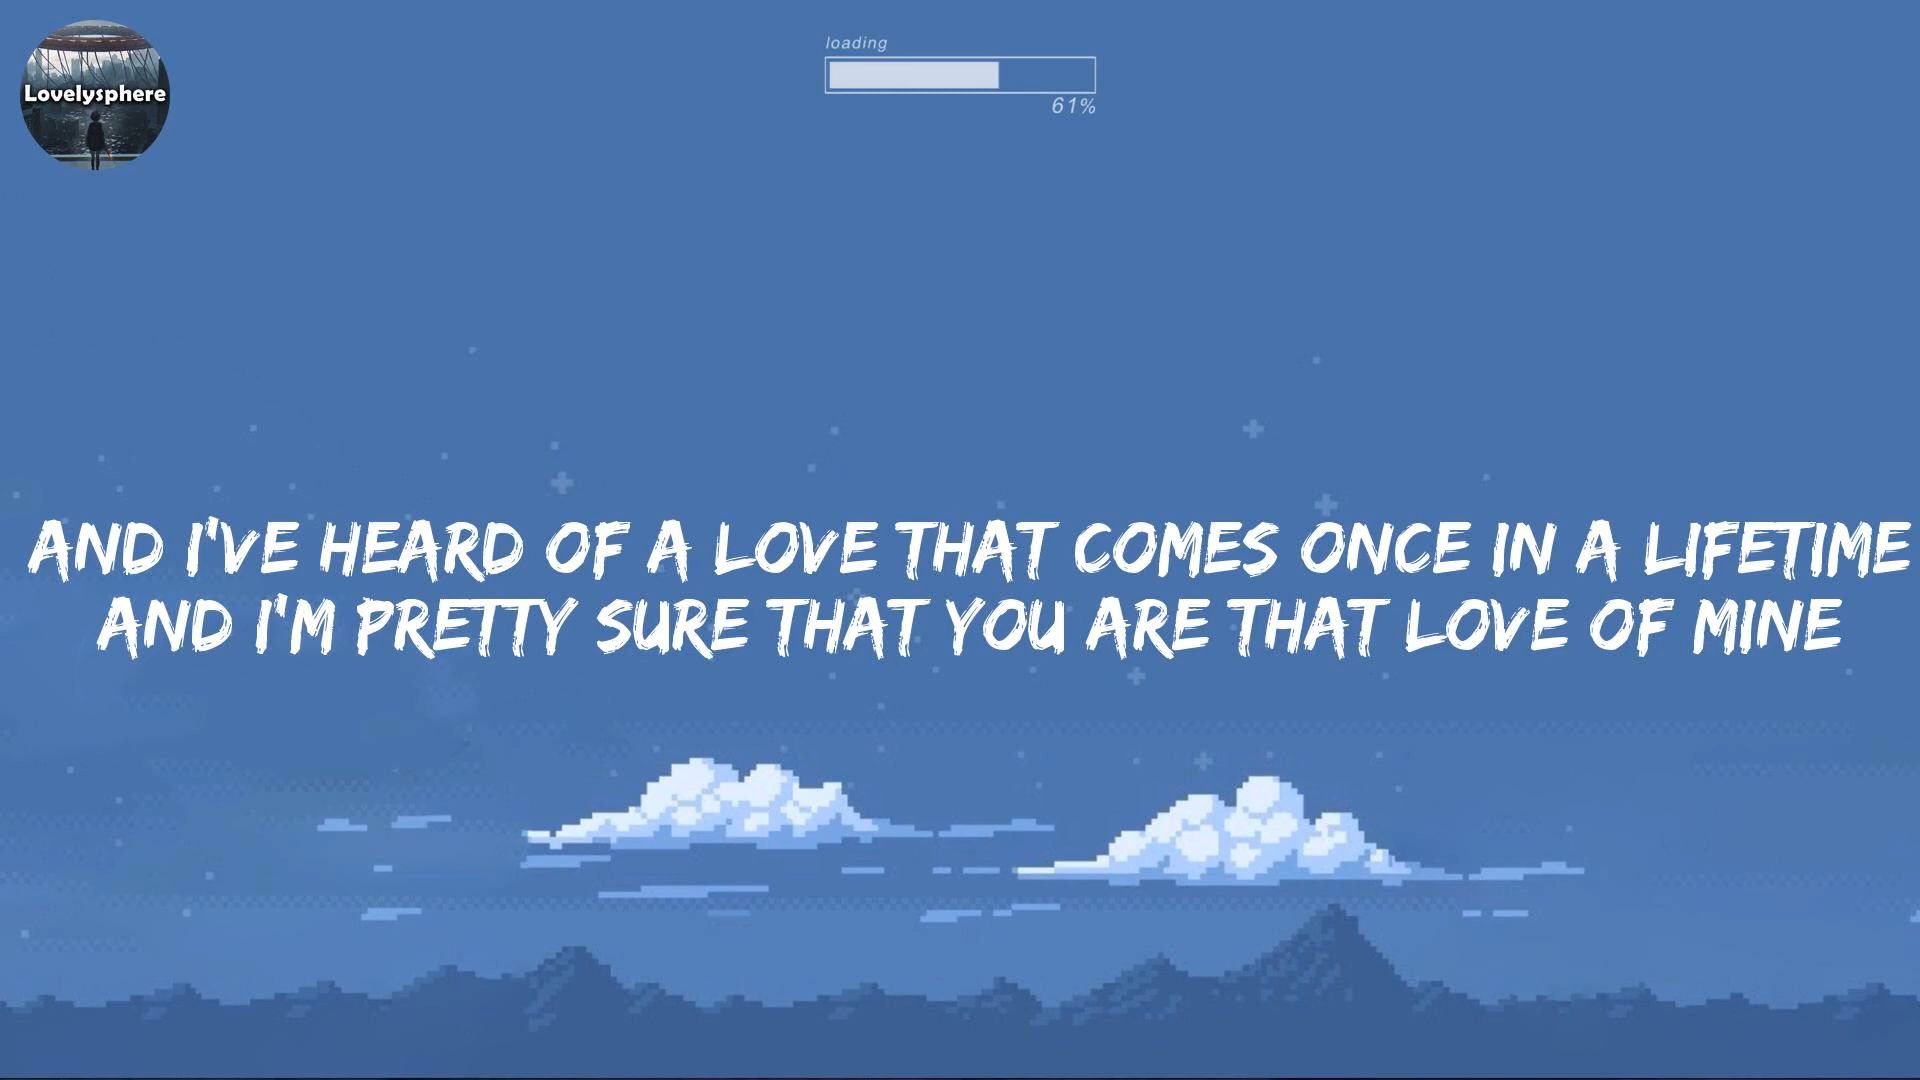 loading
Lovelysphere
61%
AND I'VE HEARD OF A LOVE THAT COMES ONCE IN A LIFETIME
AND I'M PRETTY SURE THAT YOU ARE THAT LOVE OF MINE